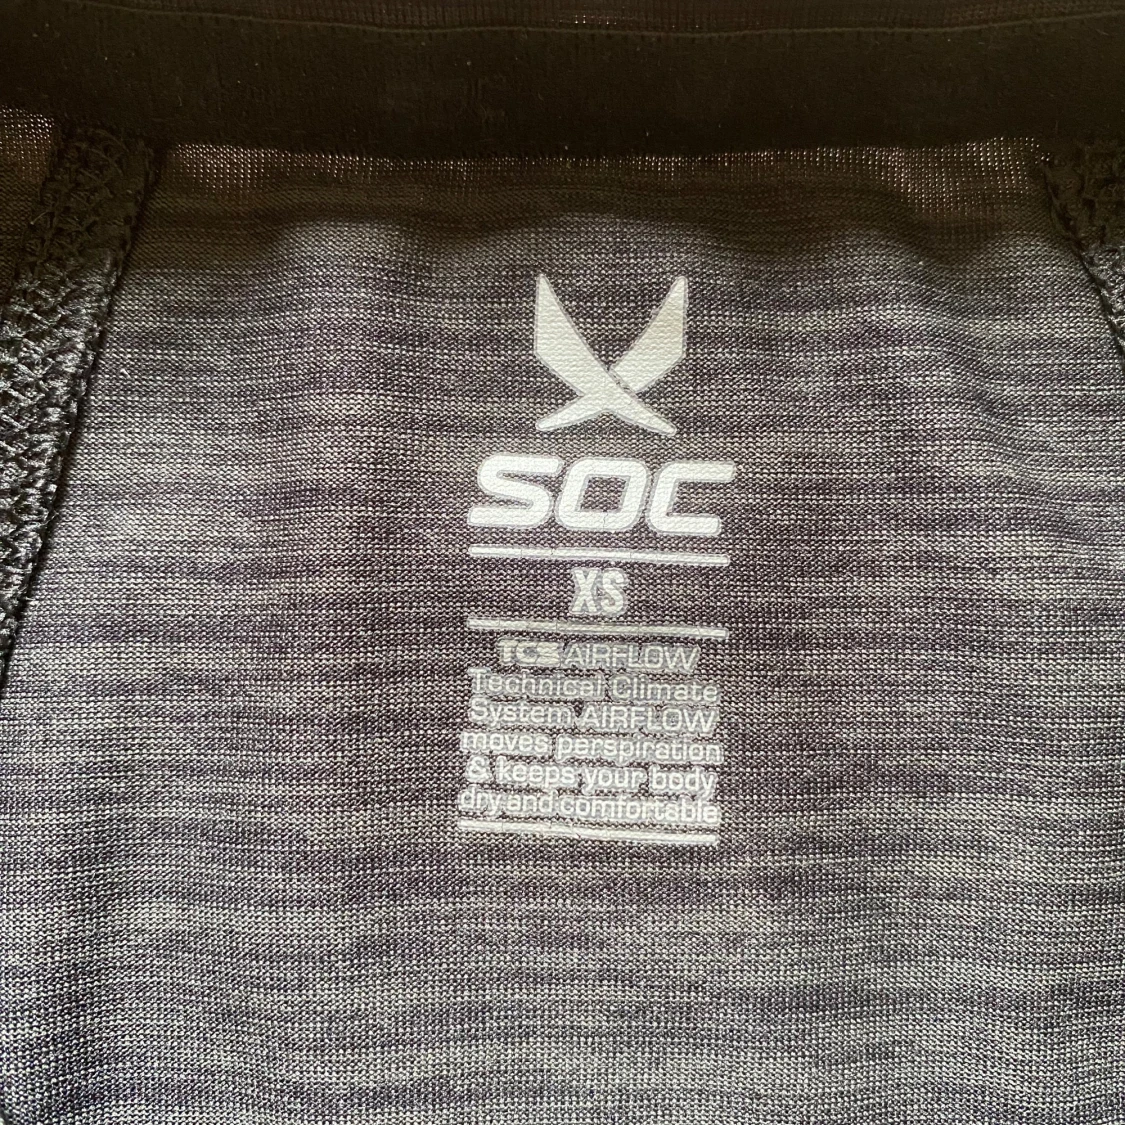 SOC
XS
TCS AIRFLOW
Technical Climate
System AIRFLOW
moves perspiration
& keeps your body
dry and comfortable